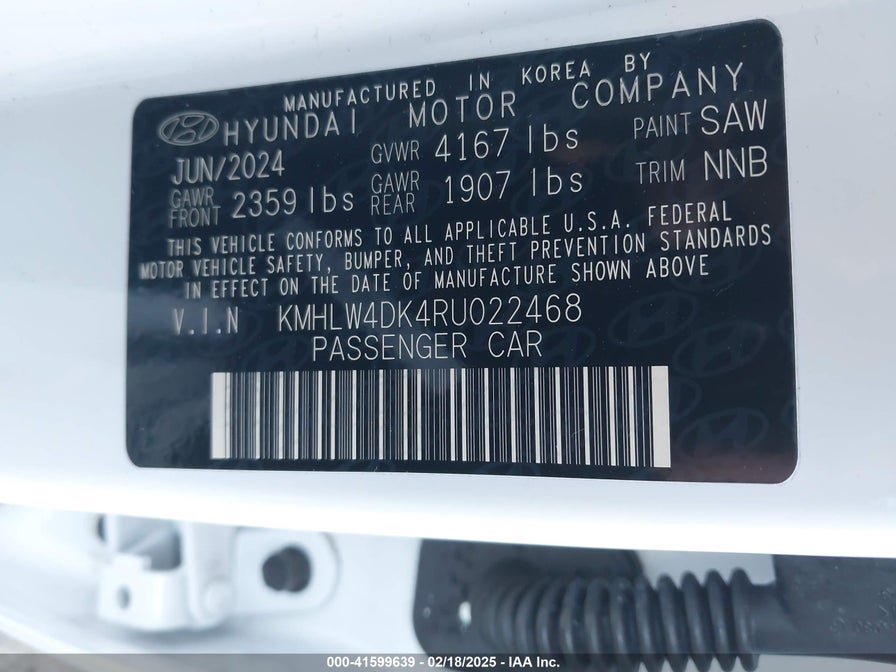 MANUFACTURED IN KOREA BY
HYUNDAI MOTOR COMPANY
JUN/2024 GVWR 4167 lbs PAINT SAW
GAWR FRONT 2359 lbs GAWR REAR 1907 lbs TRIM NNB
THIS VEHICLE CONFORMS TO ALL APPLICABLE U.S.A. FEDERAL
MOTOR VEHICLE SAFETY, BUMPER, AND THEFT PREVENTION STANDARDS
IN EFFECT ON THE DATE OF MANUFACTURE SHOWN ABOVE
V.I.N KMHLW4DK4RU022468
PASSENGER CAR
000-41599639 - 02/18/2025 - IAA Inc.